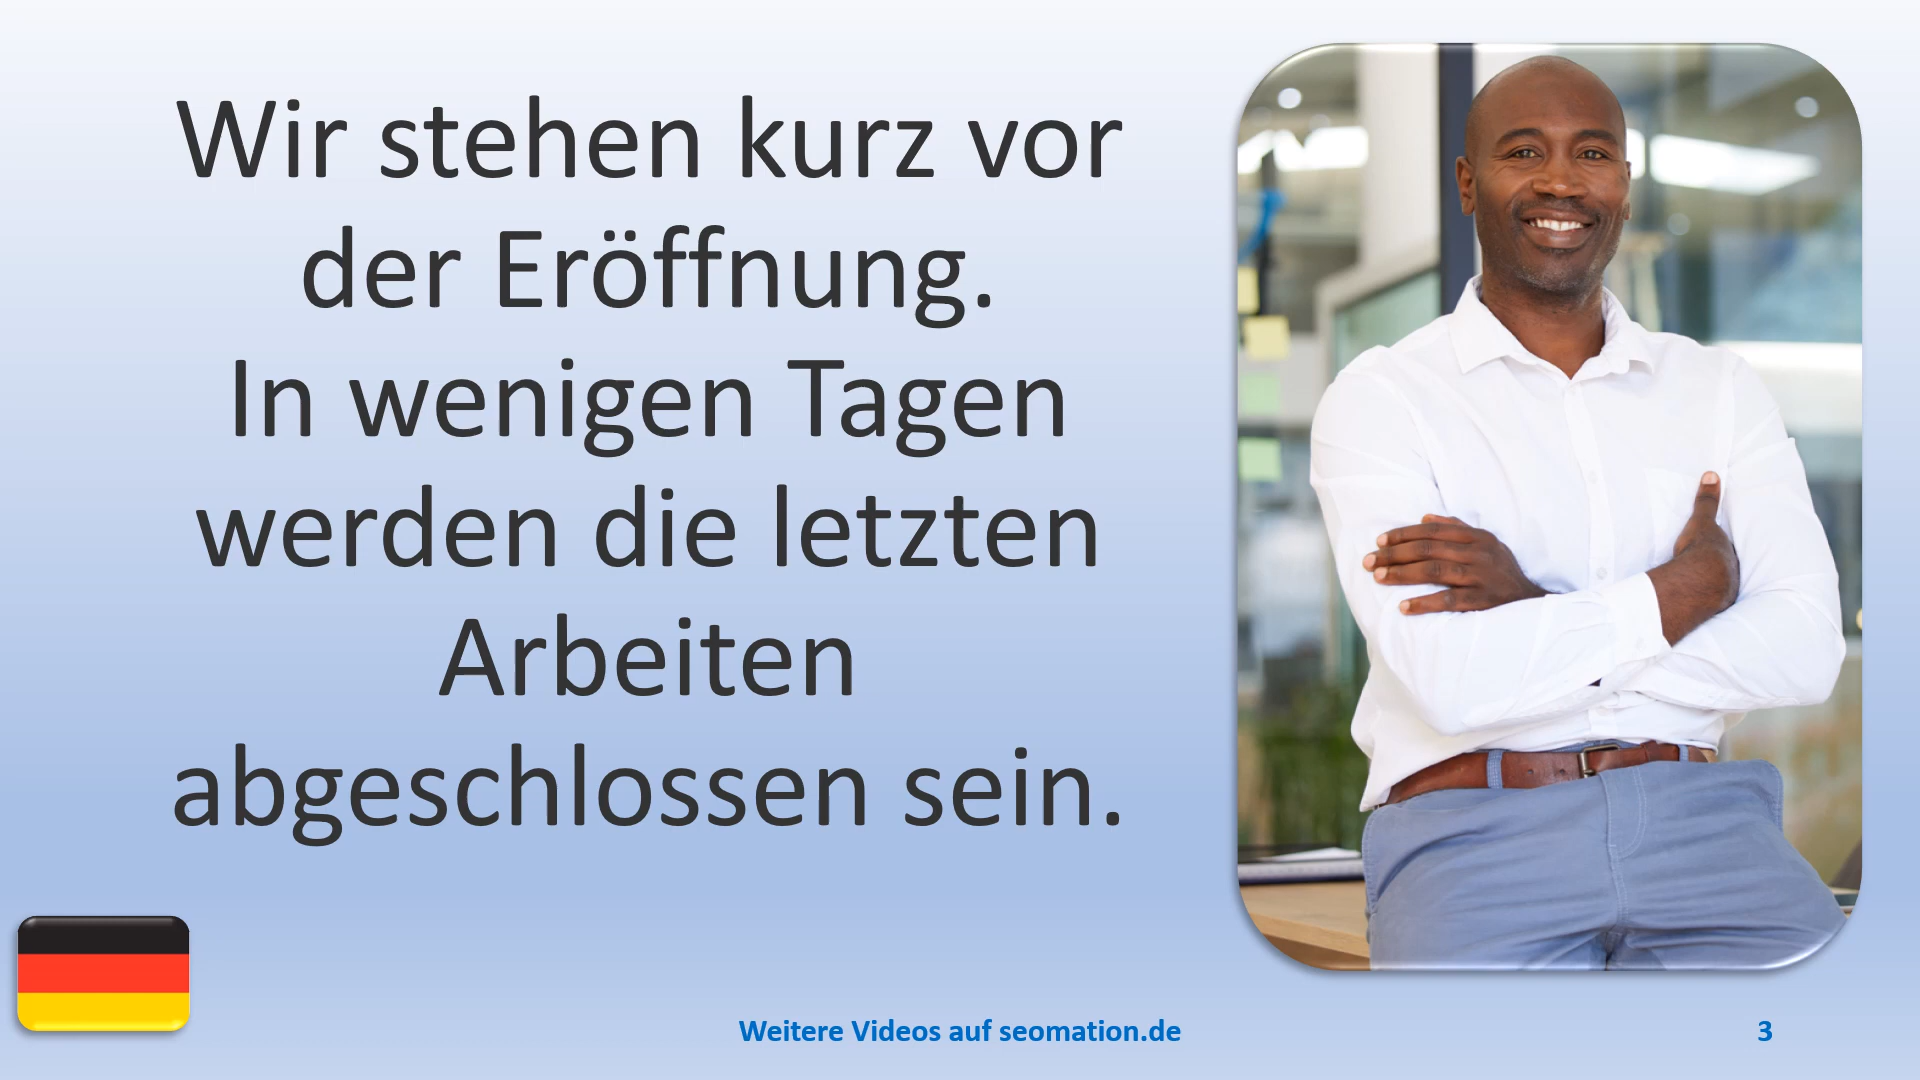 Wir stehen kurz vor
der Eröffnung.
In wenigen Tagen
werden die letzten
Arbeiten
abgeschlossen sein.
Weitere Videos auf seomation.de
3